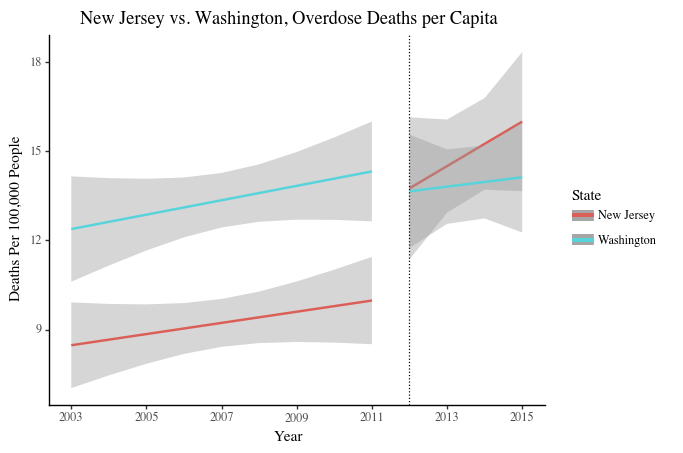 New Jersey vs. Washington, Overdose Deaths per Capita
Deaths Per 100,000 People
18
15
12
9
2003 2005 2007 2009 2011 2013 2015
Year
State
New Jersey
Washington